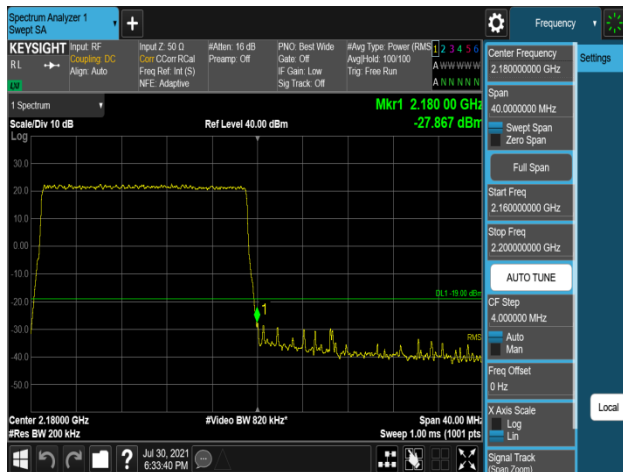 Spectrum Analyzer 1
Swept SA
Frequency
KEYSIGHT
RL
Input: RF
Coupling: DC
Align: Auto
Input Z: 50 Ω
Corr CCorr RCal
Freq Ref: Int (S)
NFE: Adaptive
#Atten: 16 dB
Preamp: Off
PNO: Best Wide
Gate: Off
IF Gain: Low
Sig Track: Off
#Avg Type: Power (RMS
Avg|Hold: 100/100
Trig: Free Run
1 2 3 4 5 6
A W W W W W
A N N N N N
1 Spectrum
Scale/Div 10 dB
Ref Level 40.00 dBm
Mkr1 2.180 00 GHz
-27.867 dBm
Log
30.0
20.0
10.0
0.00
-10.0
-20.0
-30.0
-40.0
-50.0
DL1 -19.00 dBm
1
RMS
Center 2.18000 GHz
#Res BW 200 kHz
#Video BW 820 kHz*
Span 40.00 MHz
Sweep 1.00 ms (1001 pts)
Jul 30, 2021
6:33:40 PM
Center Frequency
2.180000000 GHz
Span
40.0000000 MHz
Swept Span
Zero Span
Full Span
Start Freq
2.160000000 GHz
Stop Freq
2.200000000 GHz
AUTO TUNE
CF Step
4.000000 MHz
Auto
Man
Freq Offset
0 Hz
X Axis Scale
Log
Lin
Signal Track
(Span Zoom)
Settings
Local